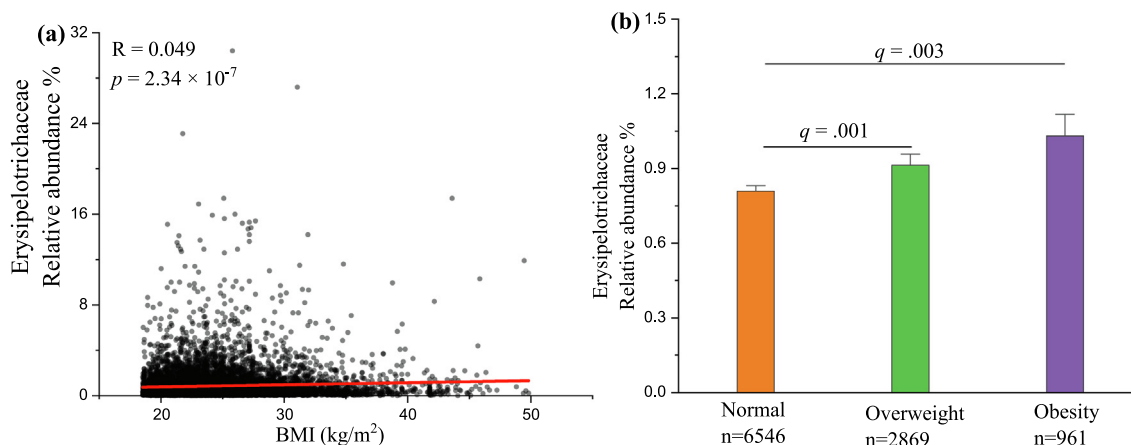 (a)
R = 0.049
p = 2.34 × 10⁻⁷
Erysipelotrichaceae
Relative abundance %
32
24
16
8
0
20
30
40
50
BMI (kg/m²)
(b)
q = .003
q = .001
Erysipelotrichaceae
Relative abundance %
1.5
1.2
0.9
0.6
0.3
0.0
Normal
n=6546
Overweight
n=2869
Obesity
n=961